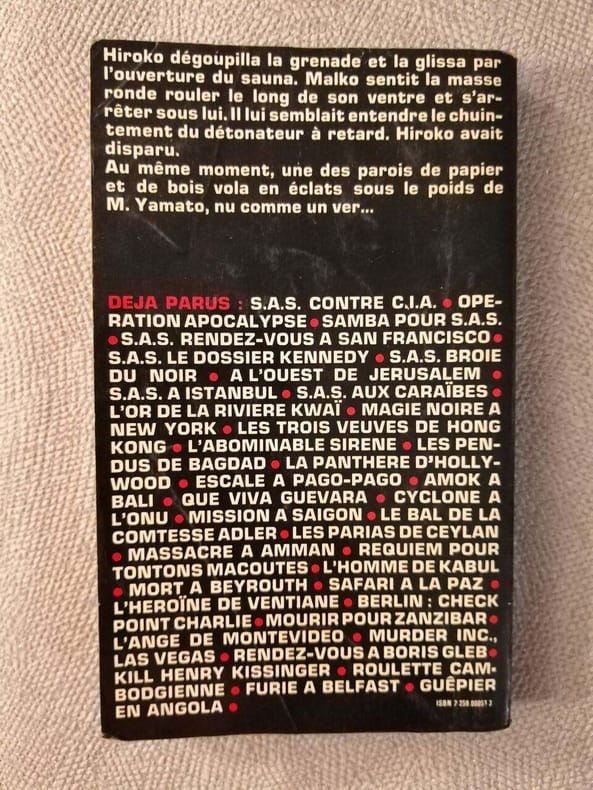 Hiroko dégoupilla la grenade et la glissa par
l'ouverture du sauna. Malko sentit la masse
ronde rouler le long de son ventre et s'ar-
rêter sous lui. Il lui semblait entendre le chuin-
tement du détonateur à retard. Hiroko avait
disparu.
Au même moment, une des parois de papier
et de bois vola en éclats sous le poids de
M. Yamato, nu comme un ver...
DEJA PARUS : S.A.S. CONTRE C.I.A. ● OPE-
RATION APOCALYPSE ● SAMBA POUR S.A.S.
● S.A.S. RENDEZ-VOUS A SAN FRANCISCO ●
S.A.S. LE DOSSIER KENNEDY ● S.A.S. BROIE
DU NOIR ● A L'OUEST DE JERUSALEM ●
S.A.S. A ISTANBUL ● S.A.S. AUX CARAÏBES ●
L'OR DE LA RIVIERE KWAÏ ● MAGIE NOIRE A
NEW YORK ● LES TROIS VEUVES DE HONG
KONG ● L'ABOMINABLE SIRENE ● LES PEN-
DUS DE BAGDAD ● LA PANTHERE D'HOLLY-
WOOD ● ESCALE A PAGO-PAGO ● AMOK A
BALI ● QUE VIVA GUEVARA ● CYCLONE A
L'ONU ● MISSION A SAIGON ● LE BAL DE LA
COMTESSE ADLER ● LES PARIAS DE CEYLAN
● MASSACRE A AMMAN ● REQUIEM POUR
TONTONS MACOUTES ● L'HOMME DE KABUL
● MORT A BEYROUTH ● SAFARI A LA PAZ ●
L'HEROÏNE DE VENTIANE ● BERLIN : CHECK
POINT CHARLIE ● MOURIR POUR ZANZIBAR ●
L'ANGE DE MONTEVIDEO ● MURDER INC.,
LAS VEGAS ● RENDEZ-VOUS A BORIS GLEB ●
KILL HENRY KISSINGER ● ROULETTE CAM-
BODGIENNE ● FURIE A BELFAST ● GUÊPIER
EN ANGOLA ●
ISBN